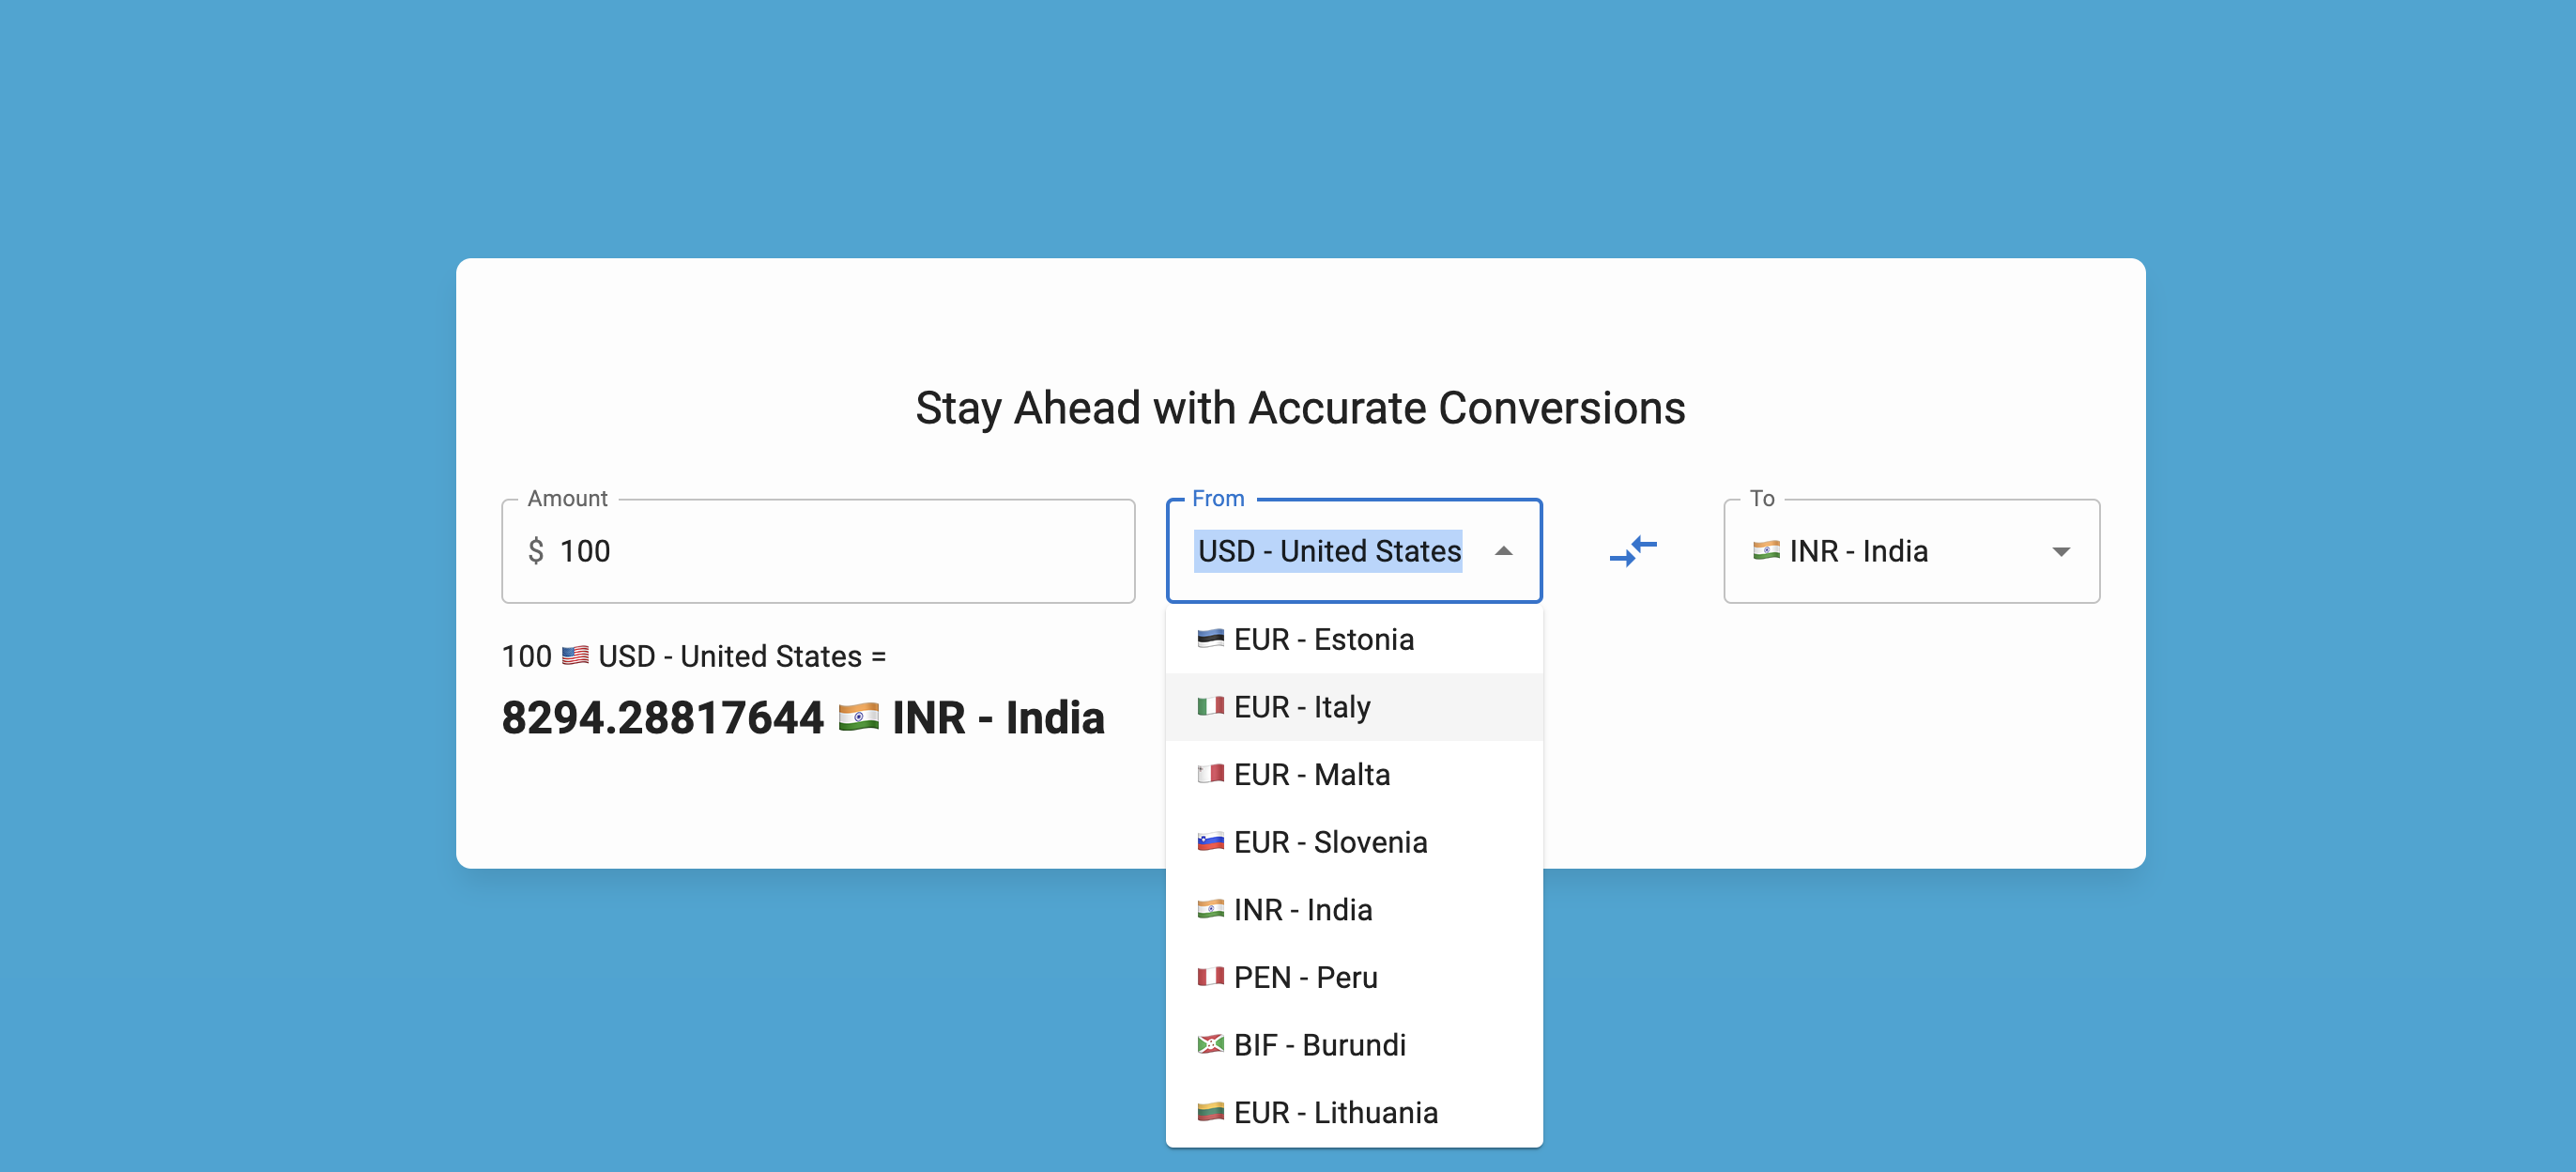 Stay Ahead with Accurate Conversions
Amount
$ 100
From
USD - United States
To
🇮🇳 INR - India
100 🇺🇸 USD - United States =
8294.28817644 🇮🇳 INR - India
🇪🇪 EUR - Estonia
🇮🇹 EUR - Italy
🇲🇹 EUR - Malta
🇸🇮 EUR - Slovenia
🇮🇳 INR - India
🇵🇪 PEN - Peru
🇧🇮 BIF - Burundi
🇱🇹 EUR - Lithuania